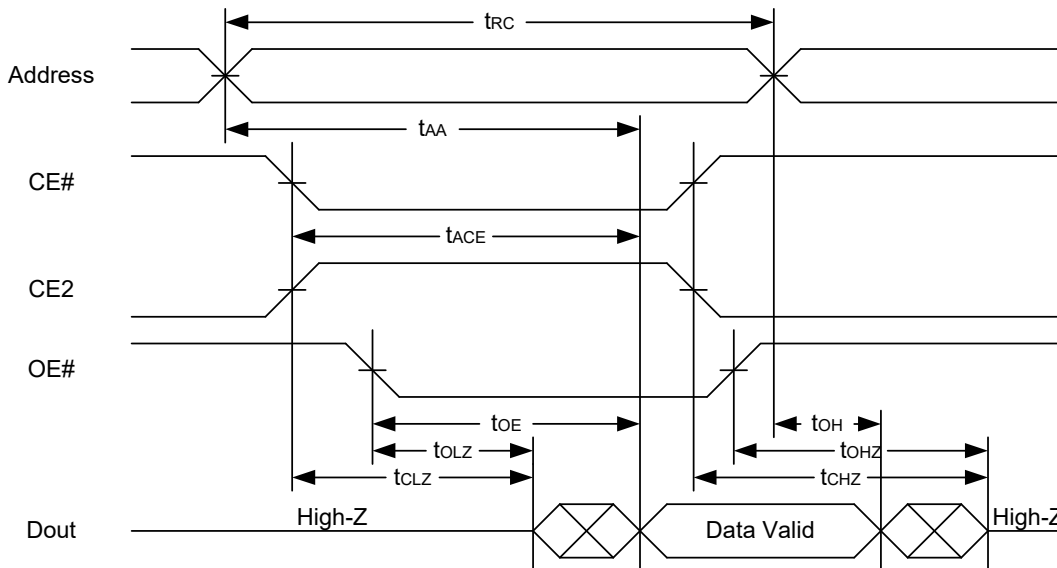 tRC
Address
tAA
CE#
tACE
CE2
OE#
tOE
tOH
tOLZ
tOHZ
tCLZ
tCHZ
Dout
High-Z
Data Valid
High-Z